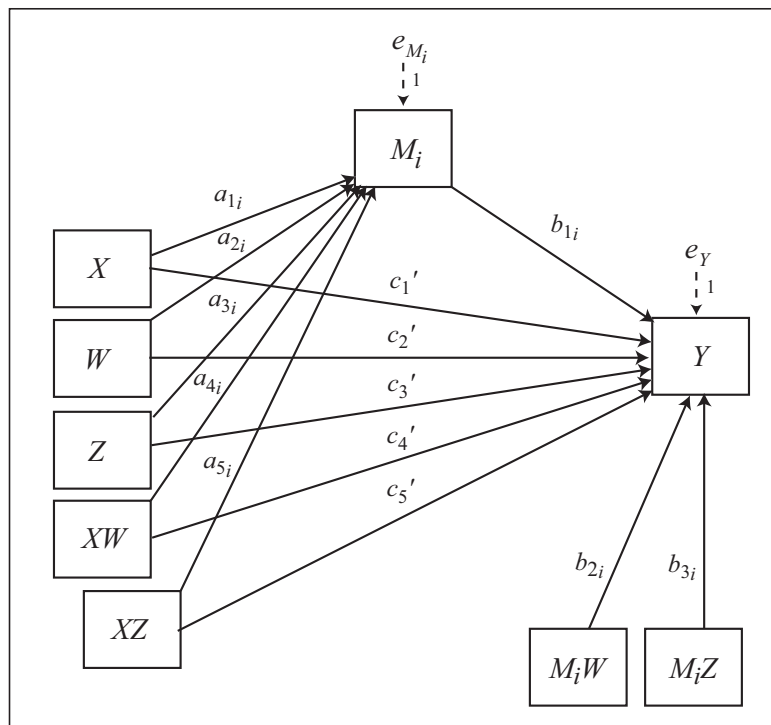 e_{M_i}
1
M_i
a_{1i}
a_{2i}
b_{1i}
X
e_Y
a_{3i}
c_1′
1
W
c_2′
Y
a_{4i}
c_3′
Z
a_{5i}
c_4′
XW
c_5′
b_{2i}
b_{3i}
XZ
M_iW
M_iZ